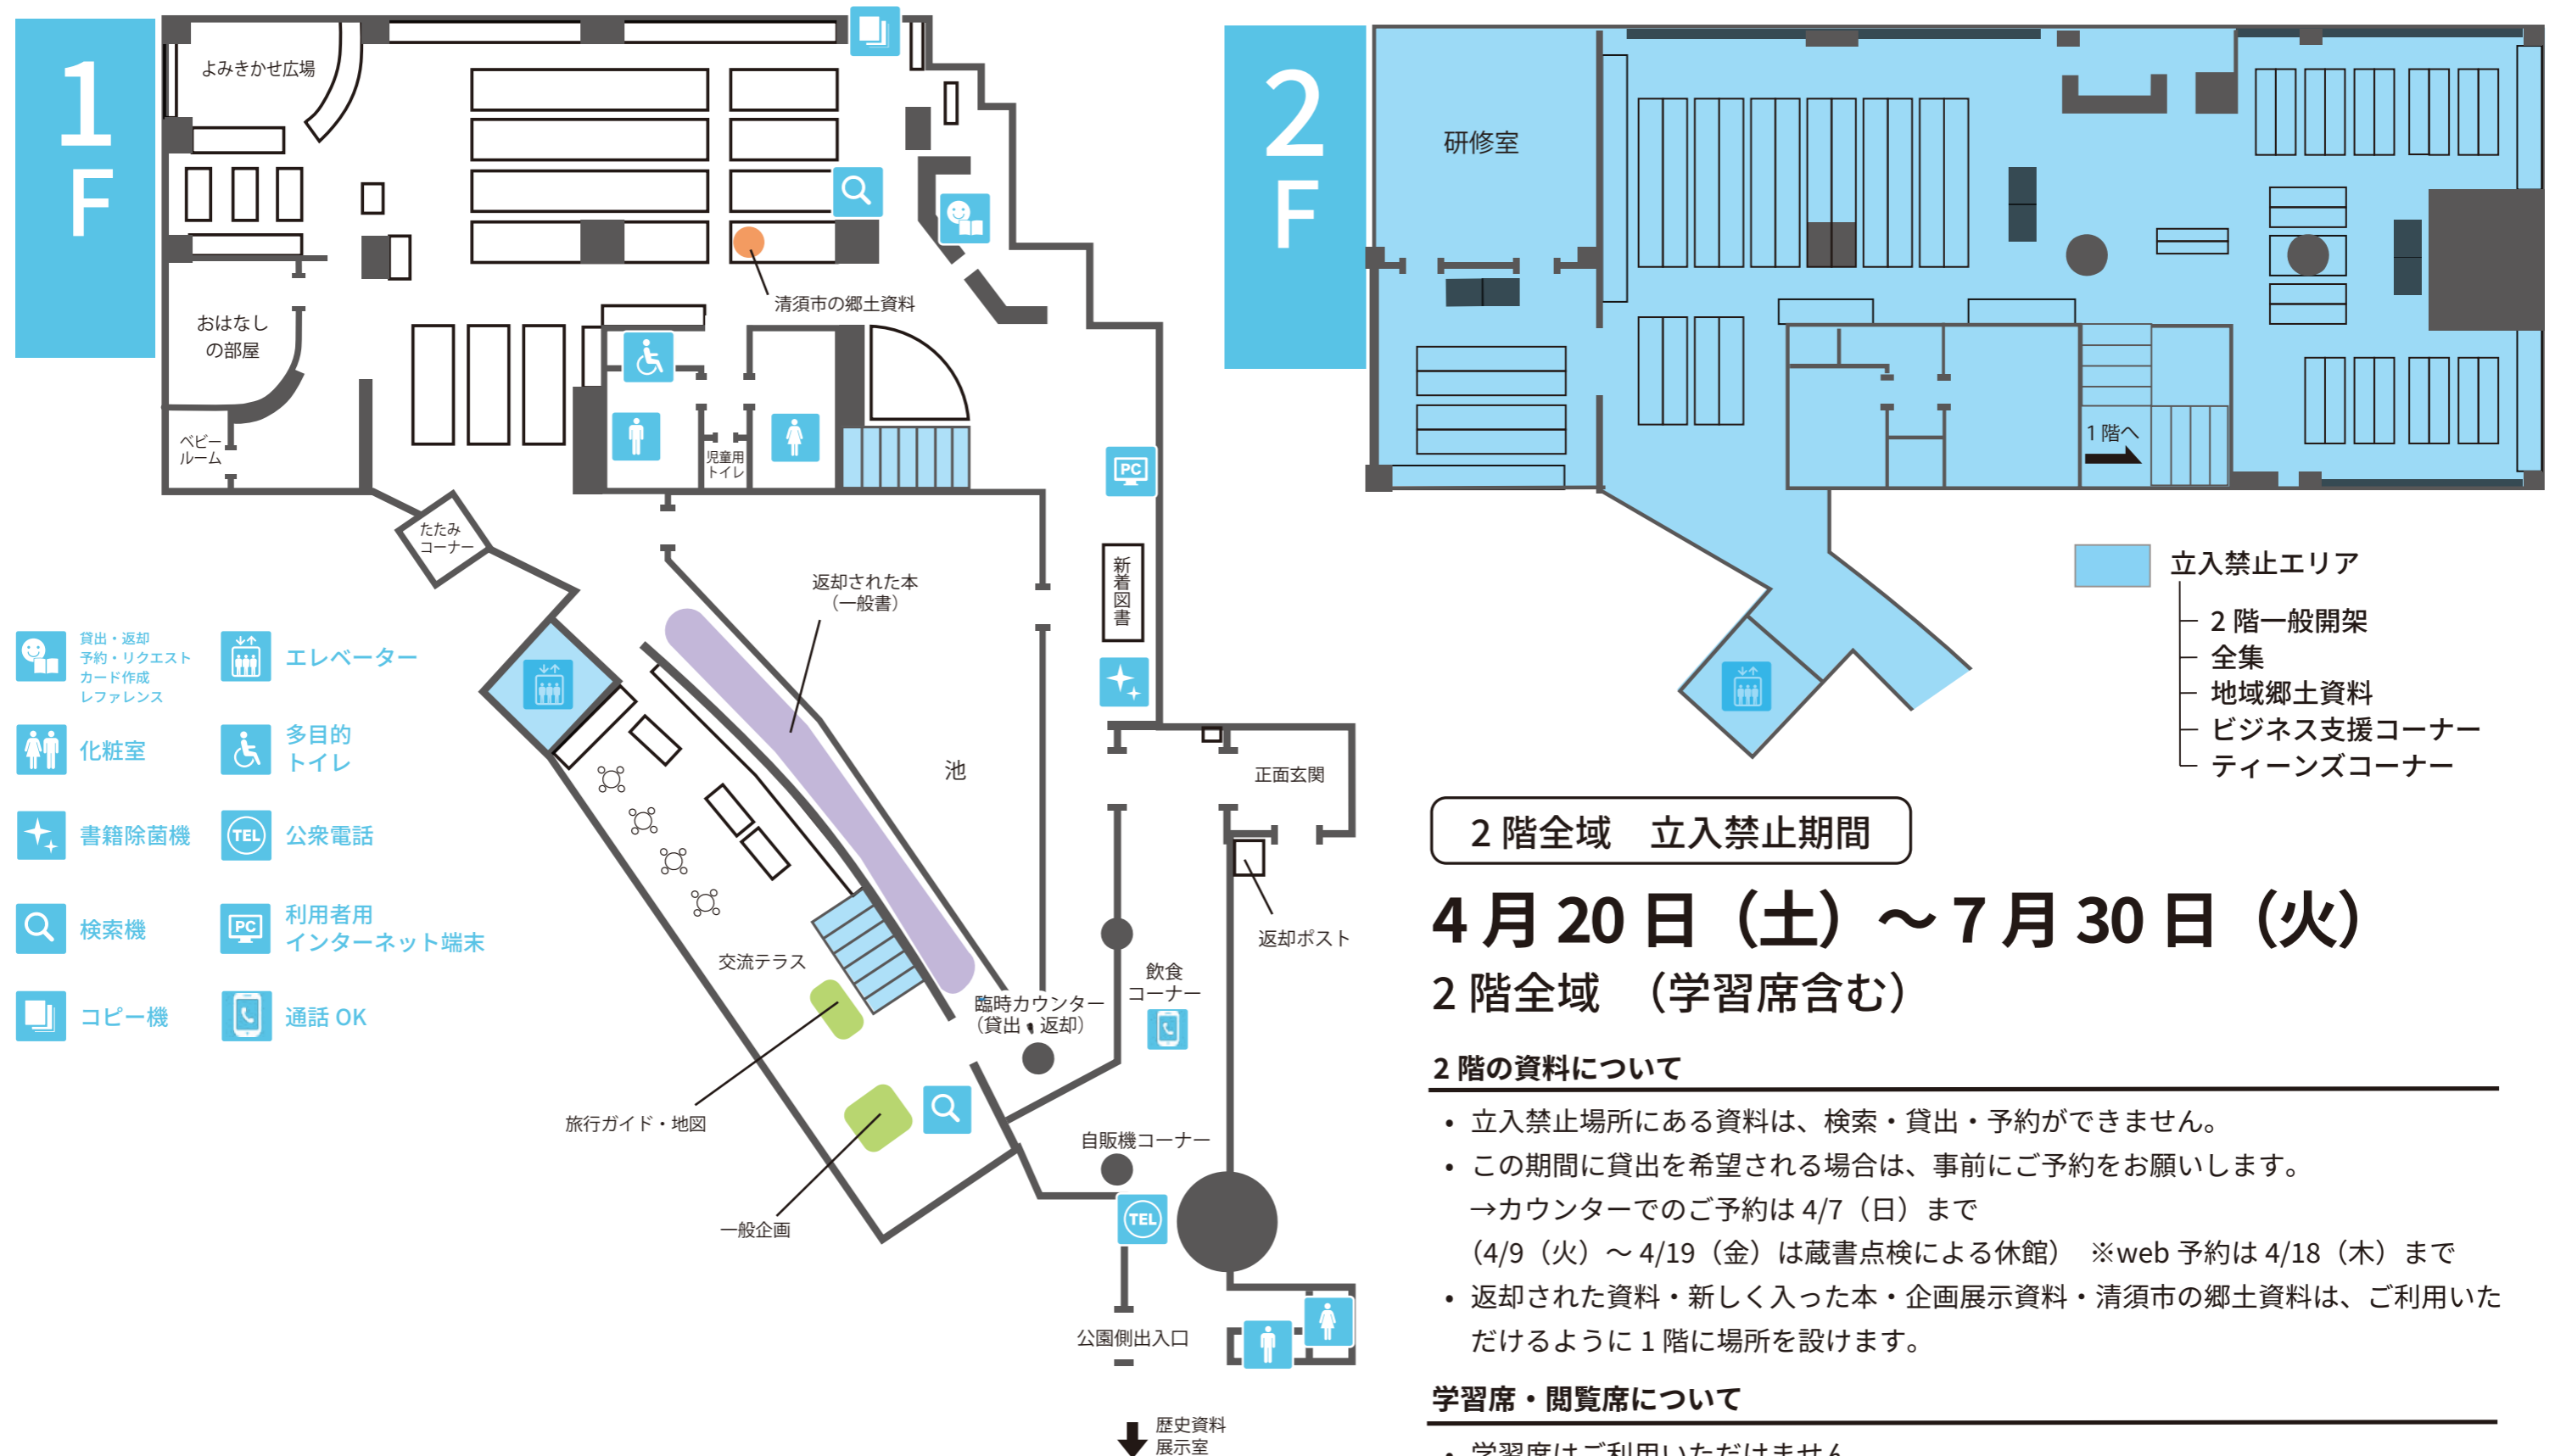 1
F
よみきかせ広場
清須市の郷土資料
おはなし
の部屋
ベビー
ルーム
児童用
トイレ
PC
たたみ
コーナー
返却された本
（一般書）
新着図書
池
正面玄関
返却ポスト
交流テラス
飲食
コーナー
臨時カウンター
（貸出・返却）
旅行ガイド・地図
自販機コーナー
一般企画
TEL
公園側出入口
歴史資料
展示室
貸出・返却
予約・リクエスト
カード作成
レファレンス
エレベーター
化粧室
多目的
トイレ
書籍除菌機
TEL
公衆電話
検索機
PC
利用者用
インターネット端末
コピー機
通話 OK
2
F
研修室
1 階へ
立入禁止エリア
2 階一般開架
全集
地域郷土資料
ビジネス支援コーナー
ティーンズコーナー
2 階全域　立入禁止期間
4 月 20 日（土）～ 7 月 30 日（火）
2 階全域　（学習席含む）
2 階の資料について
• 立入禁止場所にある資料は、検索・貸出・予約ができません。
• この期間に貸出を希望される場合は、事前にご予約をお願いします。
→カウンターでのご予約は 4/7（日）まで
（4/9（火）～ 4/19（金）は蔵書点検による休館）　※web 予約は 4/18（木）まで
• 返却された資料・新しく入った本・企画展示資料・清須市の郷土資料は、ご利用いた
だけるように 1 階に場所を設けます。
学習席・閲覧席について
• 学習席はご利用いただけません